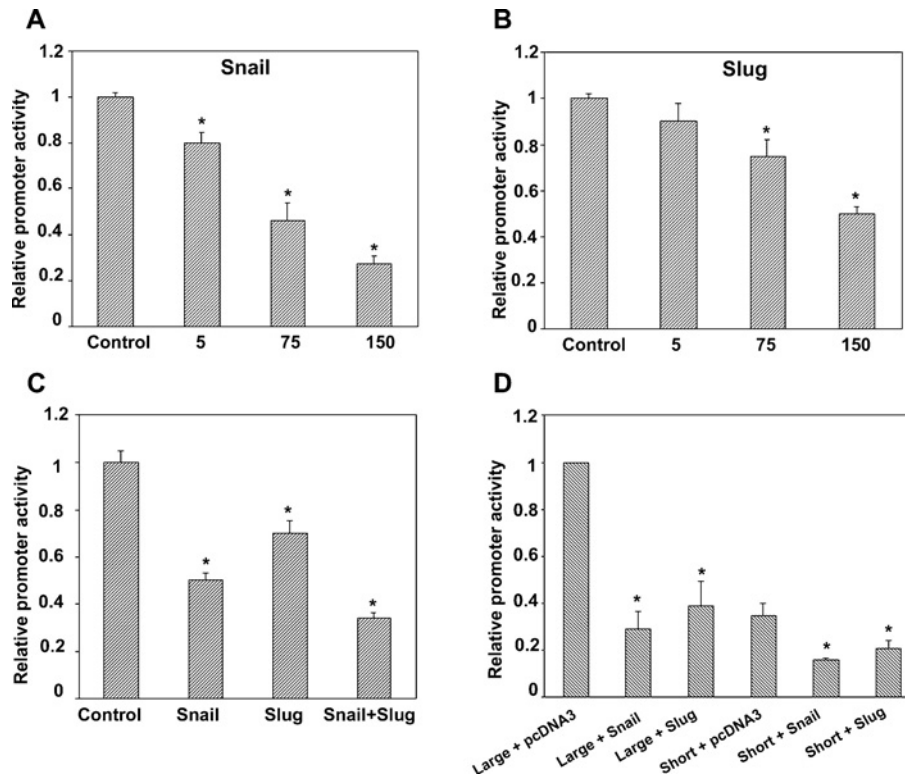 A
Relative promoter activity
1.2
1
0.8
0.6
0.4
0.2
0
Snail
*
*
*
Control 5 75 150
B
Relative promoter activity
1.2
1
0.8
0.6
0.4
0.2
0
Slug
*
*
Control 5 75 150
C
Relative promoter activity
1.2
1
0.8
0.6
0.4
0.2
0
*
*
*
Control Snail Slug Snail+Slug
D
Relative promoter activity
1.2
1
0.8
0.6
0.4
0.2
0
*
*
*
*
Large + pcDNA3
Large + Snail
Large + Slug
Short + pcDNA3
Short + Snail
Short + Slug